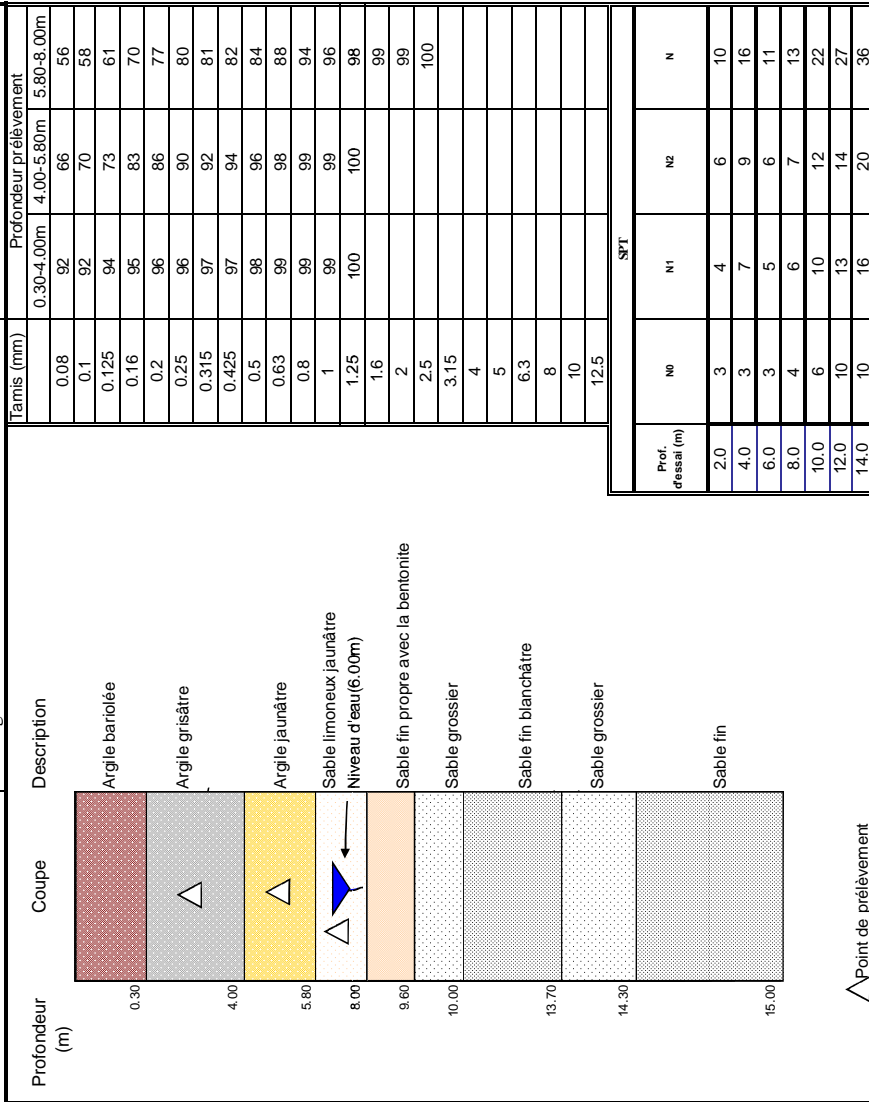 Profondeur (m) Coupe Description
Argile bariolée
0.30
Argile grisâtre
4.00
Argile jaunâtre
5.80
Sable limoneux jaunâtre
Niveau d'eau(6.00m)
8.00
Sable fin propre avec la bentonite
9.60
Sable grossier
10.00
Sable fin blanchâtre
13.70
Sable grossier
14.30
Sable fin
15.00
Point de prélèvement
Tamis (mm) Profondeur prélèvement
0.30-4.00m 4.00-5.80m 5.80-8.00m
0.08 92 66 56
0.1 92 70 58
0.125 94 73 61
0.16 95 83 70
0.2 96 86 77
0.25 96 90 80
0.315 97 92 81
0.425 97 94 82
0.5 98 96 84
0.63 99 98 88
0.8 99 99 94
1 99 99 96
1.25 100 100 98
1.6 99
2 99
2.5 100
3.15
4
5
6.3
8
10
12.5
SPT
Prof. d'essai (m) N0 N1 N2 N
2.0 3 4 6 10
4.0 3 7 9 16
6.0 3 5 6 11
8.0 4 6 7 13
10.0 6 10 12 22
12.0 10 13 14 27
14.0 10 16 20 36